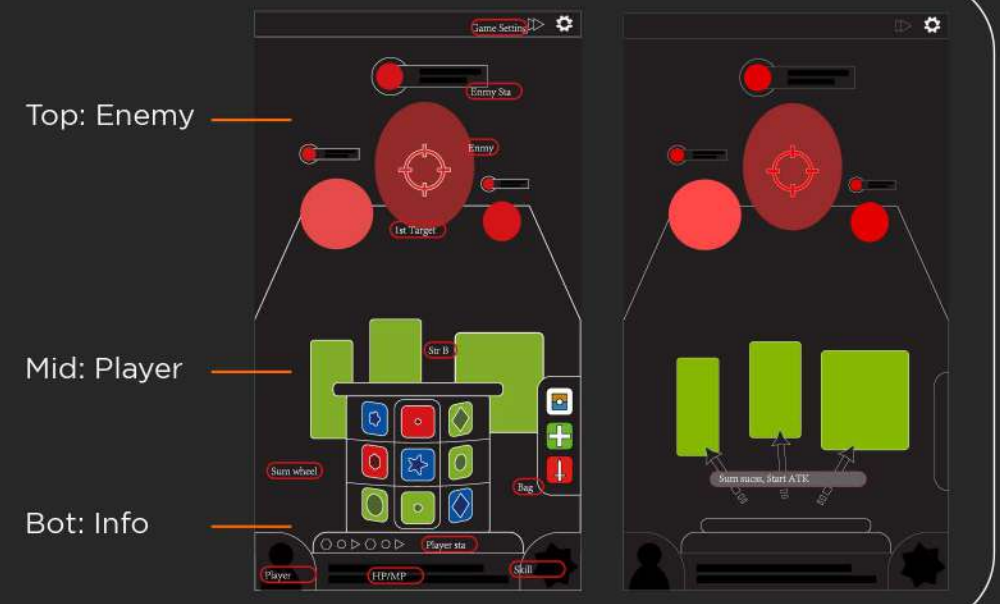 Game Setting
Enmy Sta
Top: Enemy
Enmy
1st Target
Str B
Mid: Player
Sum wheel
Sum sucss, Start ATK
Bag
Bot: Info
Player sta
Player
HP/MP
Skill